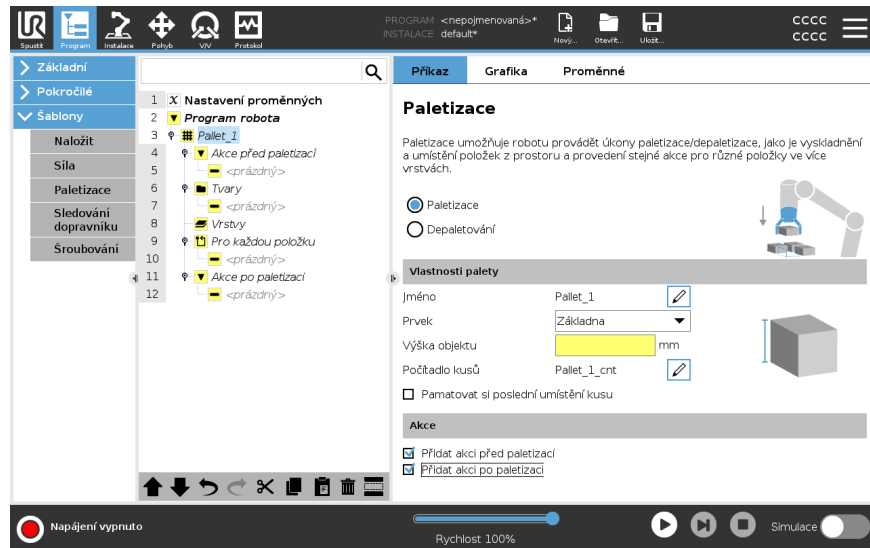 PROGRAM <nepojmenovaná>*
INSTALACE default*
Spustit
Program
Instalace
Pohyb
V/V
Protokol
Nový...
Otevřít...
Uložit...
CCCC
CCCC
Základní
Pokročilé
Šablony
Naložit
Síla
Paletizace
Sledování
dopravníku
Šroubování
1 X Nastavení proměnných
2 Program robota
3 Pallet_1
4 Akce před paletizací
5 <prázdný>
6 Tvary
7 <prázdný>
8 Vrstvy
9 Pro každou položku
10 <prázdný>
11 Akce po paletizaci
12 <prázdný>
Příkaz
Grafika
Proměnné
Paletizace
Paletizace umožňuje robotu provádět úkony paletizace/depaletizace, jako je vyskladnění
a umístění položek z prostoru a provedení stejné akce pro různé položky ve více
vrstvách.
Paletizace
Depaletování
Vlastnosti palety
Jméno Pallet_1
Prvek Základna
Výška objektu mm
Počítadlo kusů Pallet_1_cnt
Pamatovat si poslední umístění kusu
Akce
Přidat akci před paletizací
Přidat akci po paletizaci
Napájení vypnuto
Rychlost 100%
Simulace